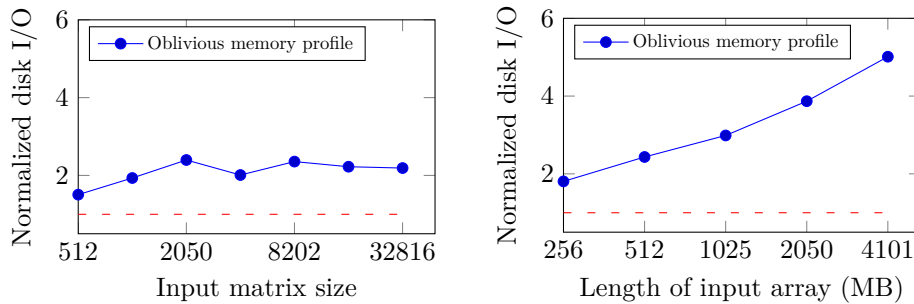 Normalized disk I/O
6
4
2
Oblivious memory profile
512
2050
8202
32816
Input matrix size
Normalized disk I/O
6
4
2
Oblivious memory profile
256
512
1025
2050
4101
Length of input array (MB)